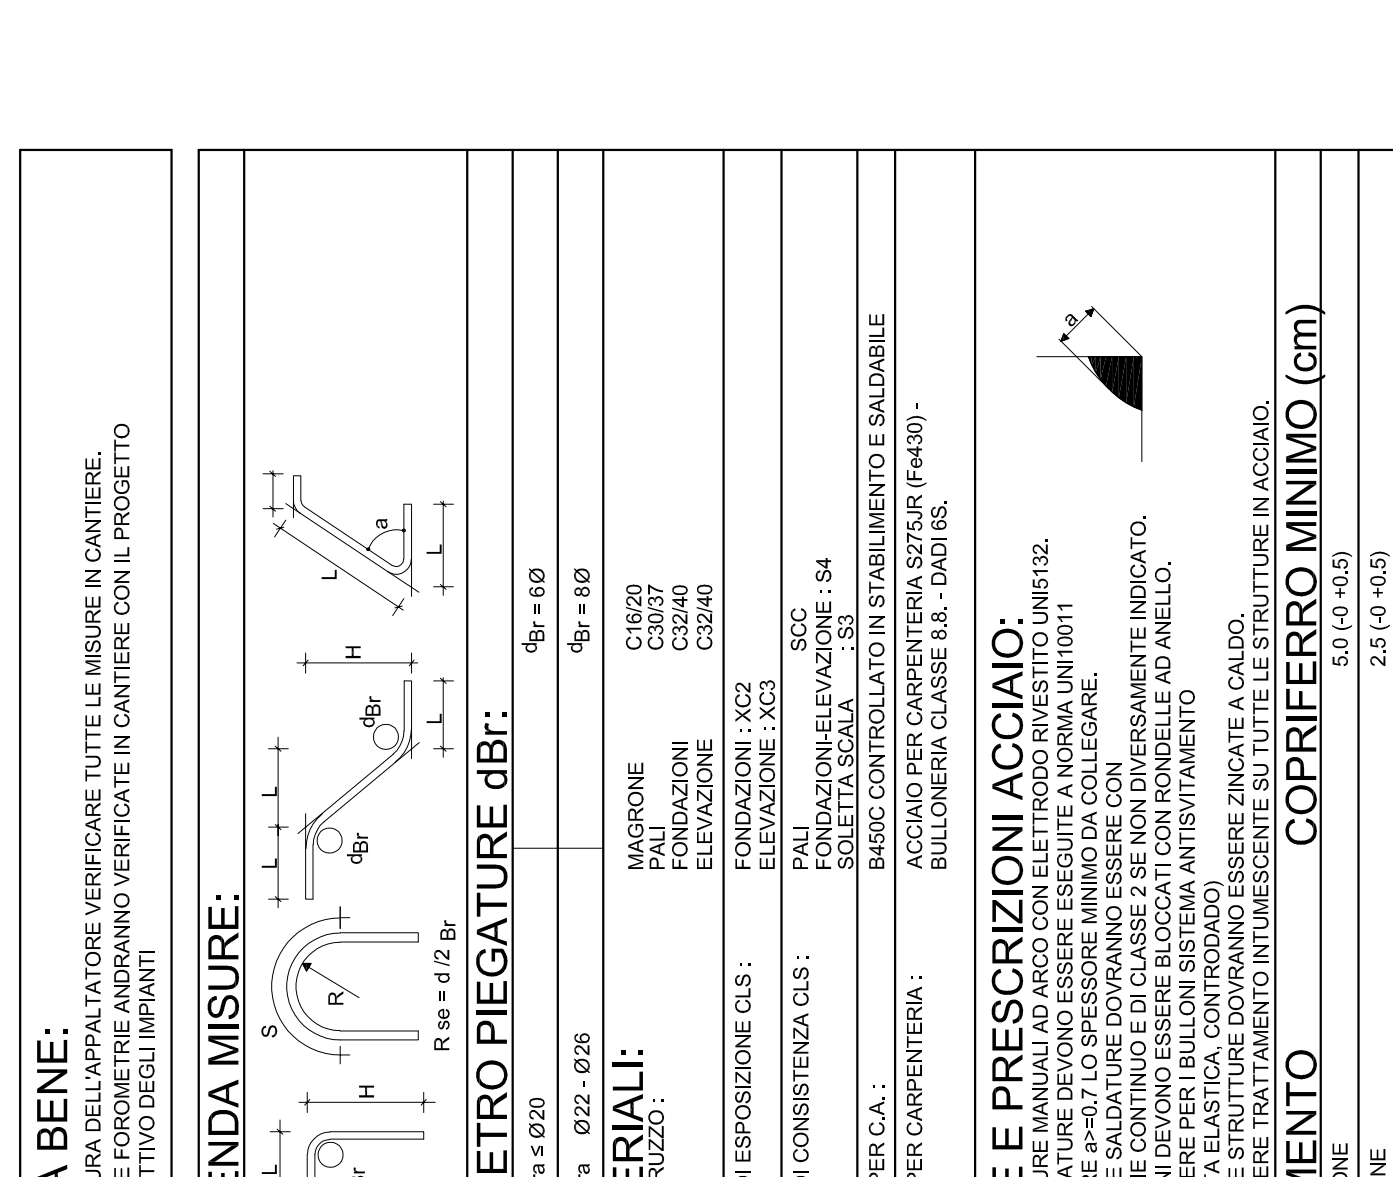 A BENE:
URA DELL'APPALTATORE VERIFICARE TUTTE LE MISURE IN CANTIERE.
E FOROMETRIE ANDRANNO VERIFICATE IN CANTIERE CON IL PROGETTO
TTIVO DEGLI IMPIANTI
ENDA MISURE:
L
H
S
R
R se = d /2 Br
L
L
dBr
dBr
L
H
L
a
L
ETRO PIEGATURE dBr:
ra ≤ Ø20
dBr = 6Ø
ra Ø22 - Ø26
dBr = 8Ø
ERIALI:
RUZZO :
MAGRONE C16/20
PALI C30/37
FONDAZIONI C32/40
ELEVAZIONE C32/40
DI ESPOSIZIONE CLS :
FONDAZIONI : XC2
ELEVAZIONE : XC3
DI CONSISTENZA CLS :
PALI SCC
FONDAZIONI-ELEVAZIONE : S4
SOLETTA SCALA : S3
PER C.A. :
B450C CONTROLLATO IN STABILIMENTO E SALDABILE
PER CARPENTERIA :
ACCIAIO PER CARPENTERIA S275JR (Fe430) -
BULLONERIA CLASSE 8.8. - DADI 6S.
E E PRESCRIZIONI ACCIAIO:
URE MANUALI AD ARCO CON ELETTRODO RIVESTITO UNI5132.
ATURE DEVONO ESSERE ESEGUITE A NORMA UNI10011
RE a>=0.7 LO SPESSORE MINIMO DA COLLEGARE.
E SALDATURE DOVRANNO ESSERE CON
NE CONTINUO E DI CLASSE 2 SE NON DIVERSAMENTE INDICATO.
NI DEVONO ESSERE BLOCCATI CON RONDELLE AD ANELLO.
ERE PER I BULLONI SISTEMA ANTISVITAMENTO
TA ELASTICA, CONTRODADO)
E STRUTTURE DOVRANNO ESSERE ZINCATE A CALDO.
ERE TRATTAMENTO INTUMESCENTE SU TUTTE LE STRUTTURE IN ACCIAIO.
a
MENTO COPRIFERRO MINIMO (cm)
ONE 5.0 (-0 +0.5)
NE 2.5 (-0 +0.5)